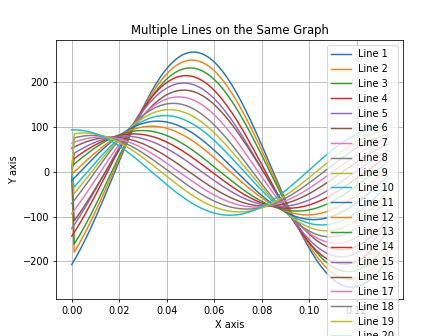 Multiple Lines on the Same Graph
Y axis
200
100
0
−100
−200
0.00 0.02 0.04 0.06 0.08 0.10
X axis
Line 1
Line 2
Line 3
Line 4
Line 5
Line 6
Line 7
Line 8
Line 9
Line 10
Line 11
Line 12
Line 13
Line 14
Line 15
Line 16
Line 17
Line 18
Line 19
Line 20